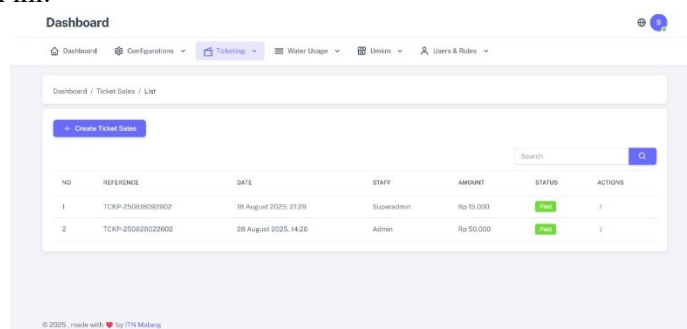 Dashboard
S
Dashboard Configurations Ticketing Water Usage Umkm Users & Roles
Dashboard / Ticket Sales / List
+ Create Ticket Sales
Search
NO REFERENCE DATE STAFF AMOUNT STATUS ACTIONS
1 TCKP-250818092902 18 August 2025, 21:29 Superadmin Rp 15,000 Paid
2 TCKP-250828022602 28 August 2025, 14:26 Admin Rp 50,000 Paid
© 2025 , made with ❤ by ITN Malang